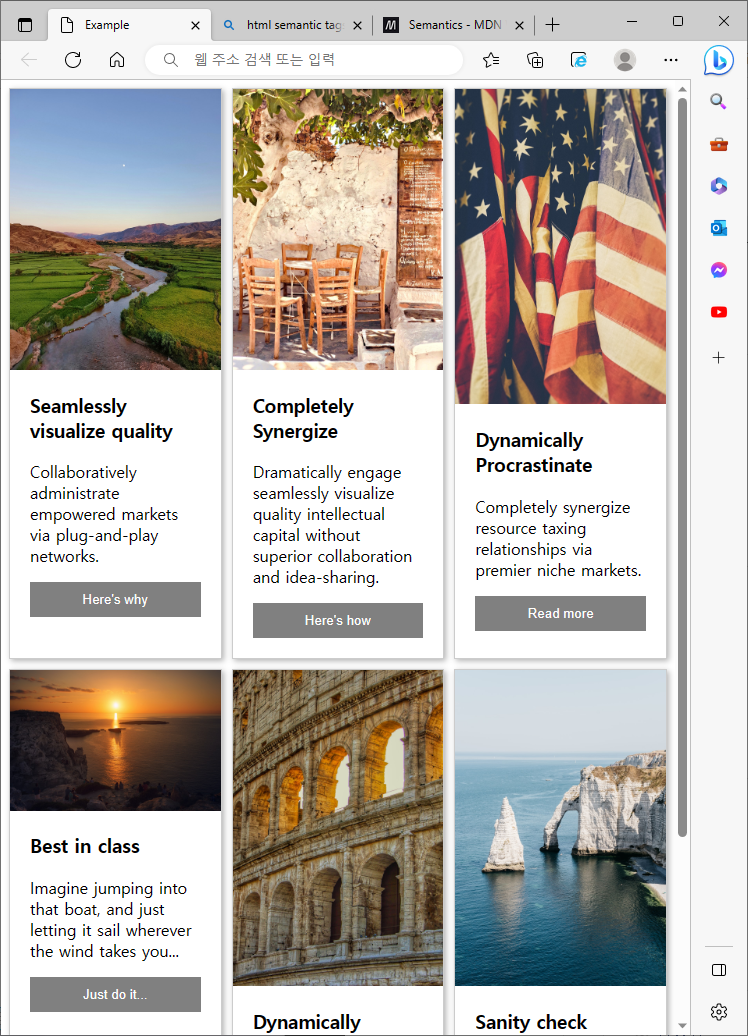 Example
html semantic tag
Semantics - MDN
웹 주소 검색 또는 입력
Seamlessly
visualize quality
Collaboratively
administrate
empowered markets
via plug-and-play
networks.
Here's why
Completely
Synergize
Dramatically engage
seamlessly visualize
quality intellectual
capital without
superior collaboration
and idea-sharing.
Here's how
Dynamically
Procrastinate
Completely synergize
resource taxing
relationships via
premier niche markets.
Read more
Best in class
Imagine jumping into
that boat, and just
letting it sail wherever
the wind takes you...
Just do it...
Dynamically
Sanity check